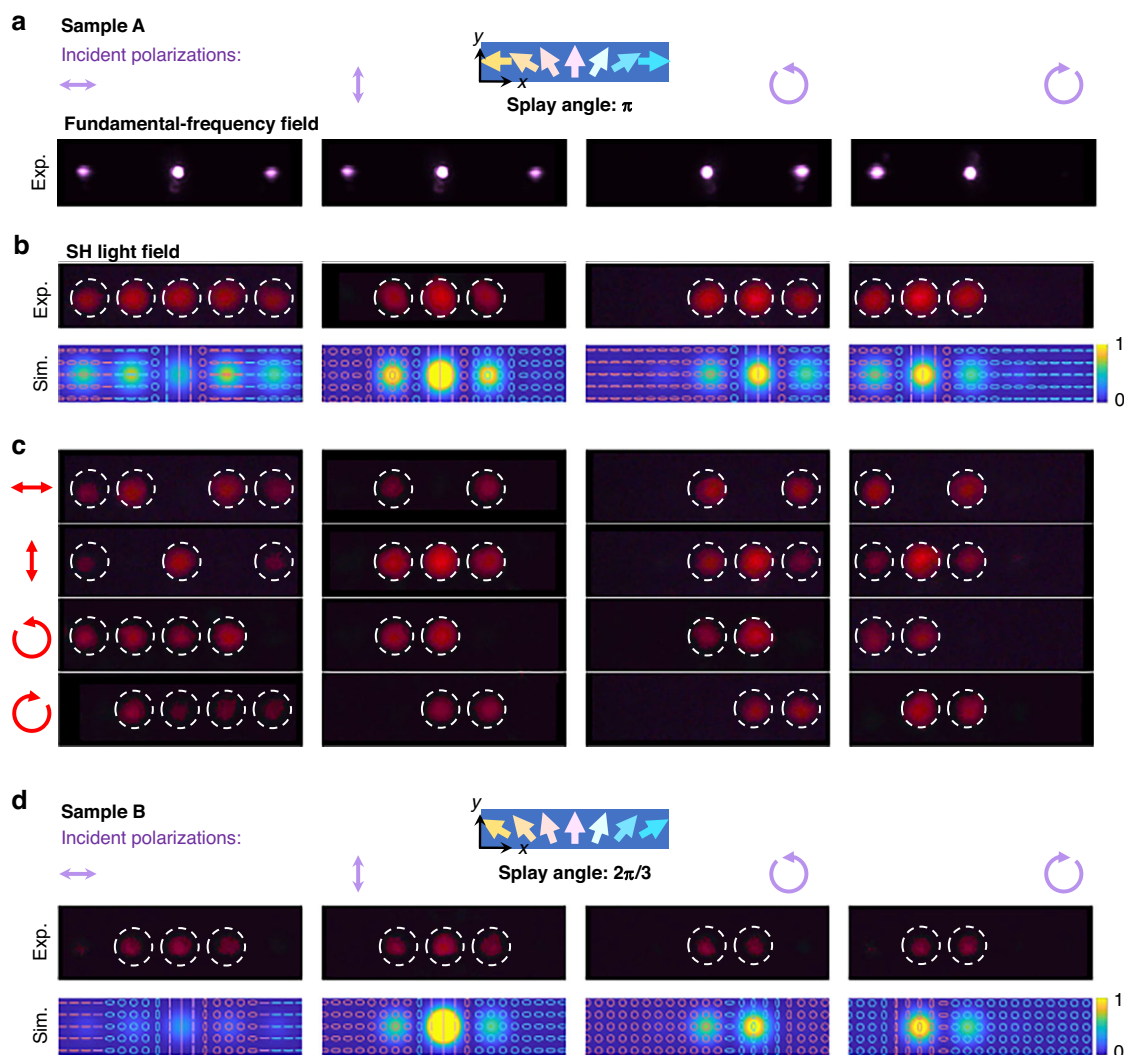 a
Sample A
Incident polarizations:
y
x
Splay angle: π
Fundamental-frequency field
Exp.
b
SH light field
Exp.
Sim.
1
0
c
d
Sample B
Incident polarizations:
y
x
Splay angle: 2π/3
Exp.
Sim.
1
0